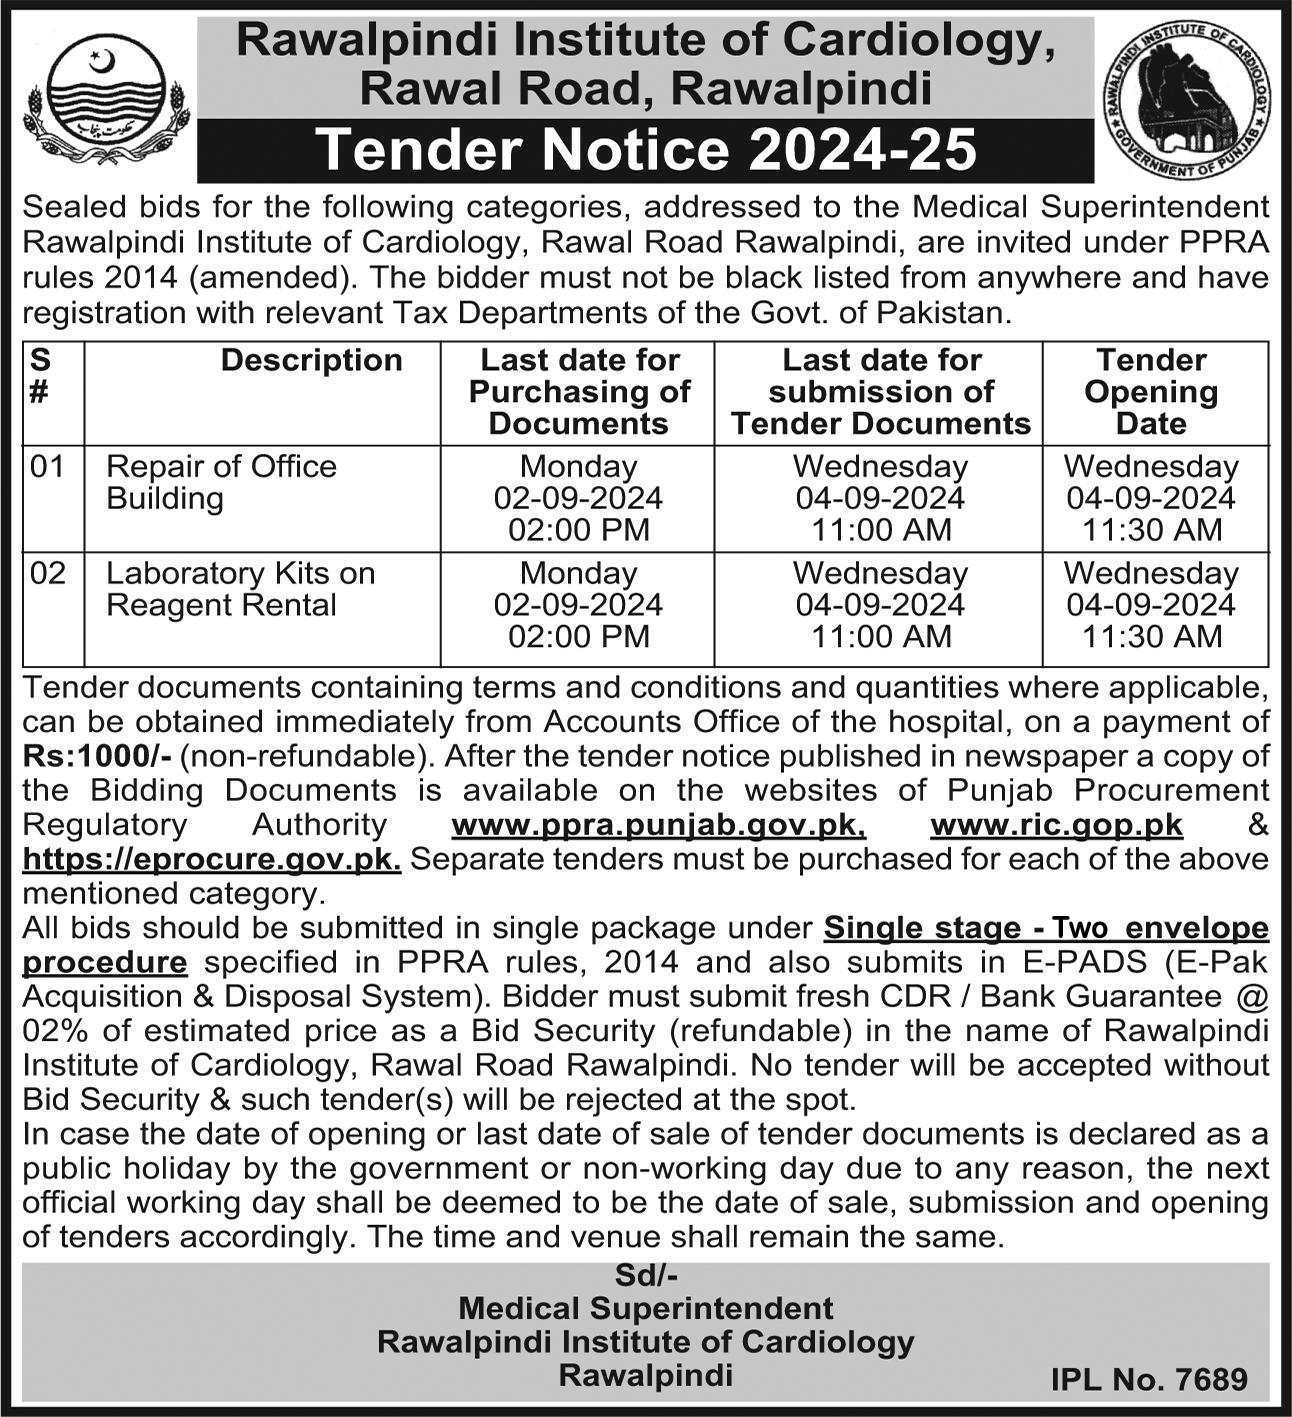 Rawalpindi Institute of Cardiology,
Rawal Road, Rawalpindi
Tender Notice 2024-25
حکومت پنجاب
RAWALPINDI INSTITUTE OF CARDIOLOGY
GOVERNMENT OF PUNJAB
Sealed bids for the following categories, addressed to the Medical Superintendent
Rawalpindi Institute of Cardiology, Rawal Road Rawalpindi, are invited under PPRA
rules 2014 (amended). The bidder must not be black listed from anywhere and have
registration with relevant Tax Departments of the Govt. of Pakistan.
S #
Description
Last date for Purchasing of Documents
Last date for submission of Tender Documents
Tender Opening Date
01
Repair of Office
Building
Monday
02-09-2024
02:00 PM
Wednesday
04-09-2024
11:00 AM
Wednesday
04-09-2024
11:30 AM
02
Laboratory Kits on
Reagent Rental
Monday
02-09-2024
02:00 PM
Wednesday
04-09-2024
11:00 AM
Wednesday
04-09-2024
11:30 AM
Tender documents containing terms and conditions and quantities where applicable,
can be obtained immediately from Accounts Office of the hospital, on a payment of
Rs:1000/- (non-refundable). After the tender notice published in newspaper a copy of
the Bidding Documents is available on the websites of Punjab Procurement
Regulatory Authority www.ppra.punjab.gov.pk, www.ric.gop.pk &
https://eprocure.gov.pk. Separate tenders must be purchased for each of the above
mentioned category.
All bids should be submitted in single package under Single stage - Two envelope
procedure specified in PPRA rules, 2014 and also submits in E-PADS (E-Pak
Acquisition & Disposal System). Bidder must submit fresh CDR / Bank Guarantee @
02% of estimated price as a Bid Security (refundable) in the name of Rawalpindi
Institute of Cardiology, Rawal Road Rawalpindi. No tender will be accepted without
Bid Security & such tender(s) will be rejected at the spot.
In case the date of opening or last date of sale of tender documents is declared as a
public holiday by the government or non-working day due to any reason, the next
official working day shall be deemed to be the date of sale, submission and opening
of tenders accordingly. The time and venue shall remain the same.
Sd/-
Medical Superintendent
Rawalpindi Institute of Cardiology
Rawalpindi
IPL No. 7689